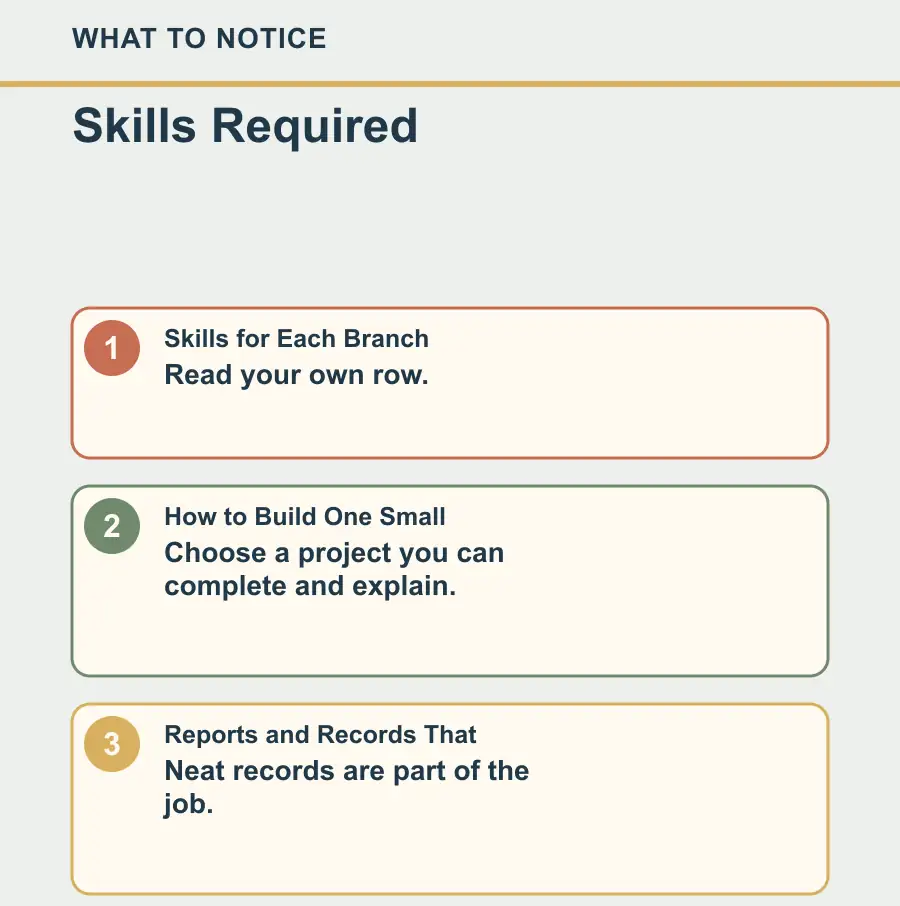 WHAT TO NOTICE
Skills Required
1
Skills for Each Branch
Read your own row.
2
How to Build One Small
Choose a project you can
complete and explain.
3
Reports and Records That
Neat records are part of the
job.